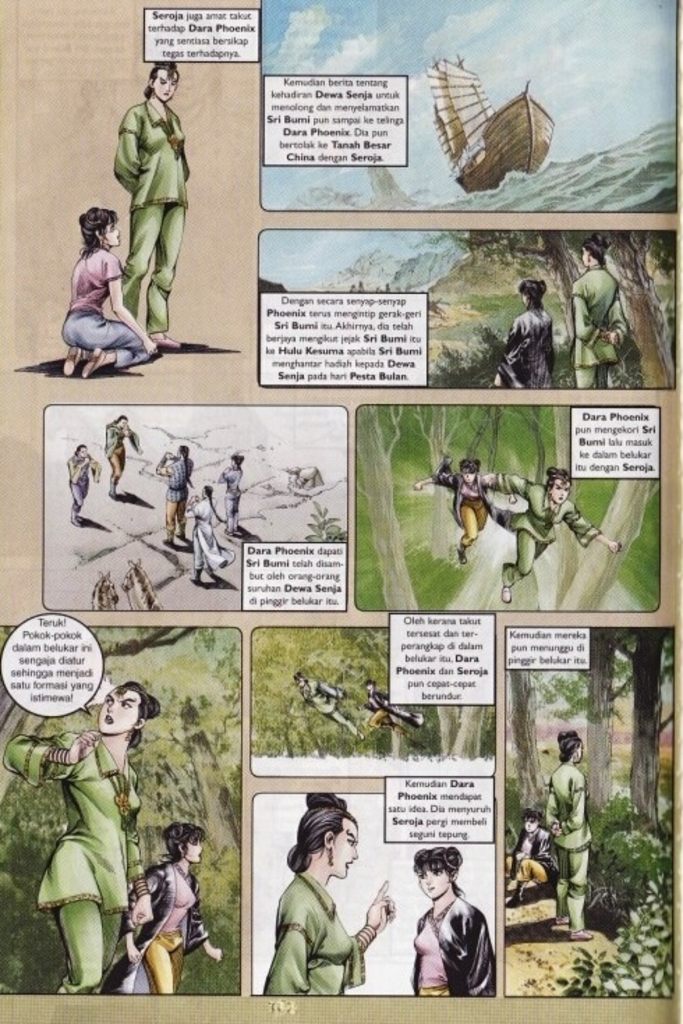 Seroja juga amat takut
terhadap Dara Phoenix
yang sentiasa bersikap
tegas terhadapnya.
Kemudian berita tentang
kehadiran Dewa Senja untuk
menolong dan menyelamatkan
Sri Bumi pun sampai ke telinga
Dara Phoenix. Dia pun
bertolak ke Tanah Besar
China dengan Seroja.
Dengan secara senyap-senyap
Phoenix terus mengintip gerak-geri
Sri Bumi itu. Akhirnya, dia telah
berjaya mengikut jejak Sri Bumi itu
ke Hulu Kesuma apabila Sri Bumi
menghantar hadiah kepada Dewa
Senja pada hari Pesta Bulan.
Dara Phoenix dapati
Sri Bumi telah disam-
but oleh orang-orang
suruhan Dewa Senja
di pinggir belukar itu.
Dara Phoenix
pun mengekori Sri
Bumi lalu masuk
ke dalam belukar
itu dengan Seroja.
Teruk!
Pokok-pokok
dalam belukar ini
sengaja diatur
sehingga menjadi
satu formasi yang
istimewa!
Oleh kerana takut
tersesat dan ter-
perangkap di dalam
belukar itu, Dara
Phoenix dan Seroja
pun cepat-cepat
berundur.
Kemudian mereka
pun menunggu di
pinggir belukar itu.
Kemudian Dara
Phoenix mendapat
satu idea. Dia menyuruh
Seroja pergi membeli
seguni tepung.